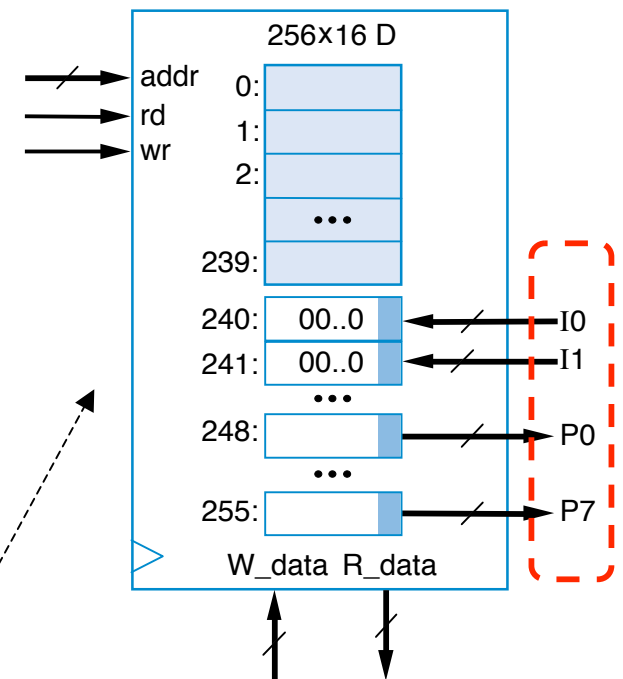 256x16 D
addr
rd
wr
0:
1:
2:
•••
239:
240: 00..0 I0
241: 00..0 I1
•••
248: P0
•••
255: P7
W_data R_data